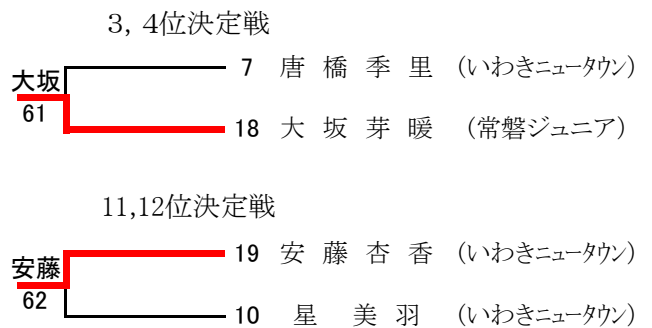 3, 4位決定戦
7 唐橋季里 (いわきニュータウン)
大坂
61
18 大坂芽暖 (常磐ジュニア)
11,12位決定戦
19 安藤杏香 (いわきニュータウン)
安藤
62
10 星美羽 (いわきニュータウン)